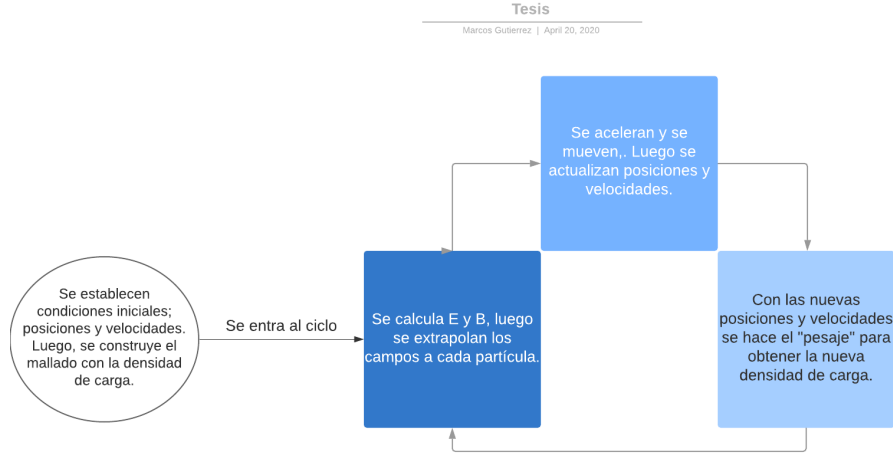 Tesis
Marcos Gutierrez | April 20, 2020
Se aceleran y se
mueven,. Luego se
actualizan posiciones y
velocidades.
Se establecen
condiciones iniciales;
posiciones y velocidades.
Luego, se construye el
mallado con la densidad
de carga.
Se entra al ciclo
Se calcula E y B, luego
se extrapolan los
campos a cada partícula.
Con las nuevas
posiciones y velocidades
se hace el "pesaje" para
obtener la nueva
densidad de carga.